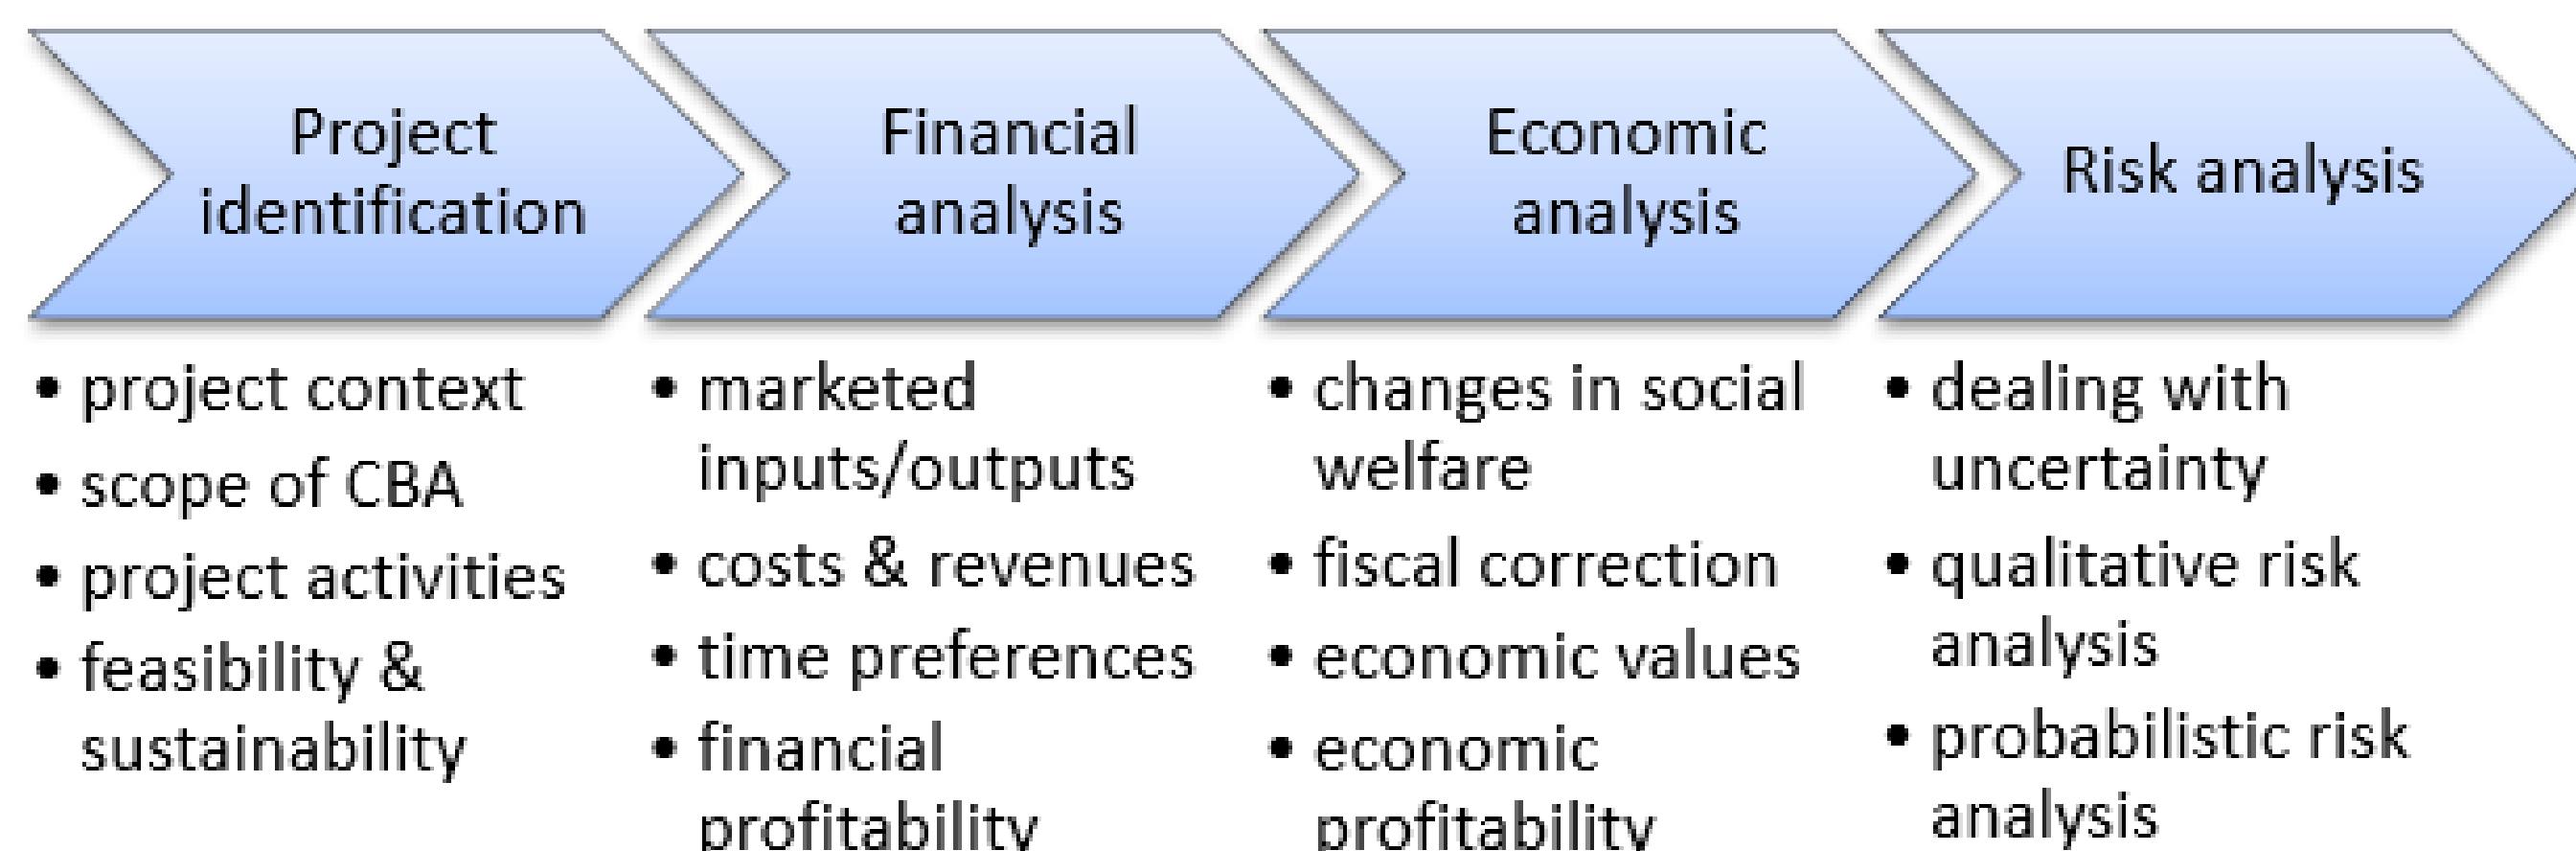 Project
identification
Financial
analysis
Economic
analysis
Risk analysis
• project context
• scope of CBA
• project activities
• feasibility &
sustainability
• marketed
inputs/outputs
• costs & revenues
• time preferences
• financial
profitability
• changes in social
welfare
• fiscal correction
• economic values
• economic
profitability
• dealing with
uncertainty
• qualitative risk
analysis
• probabilistic risk
analysis